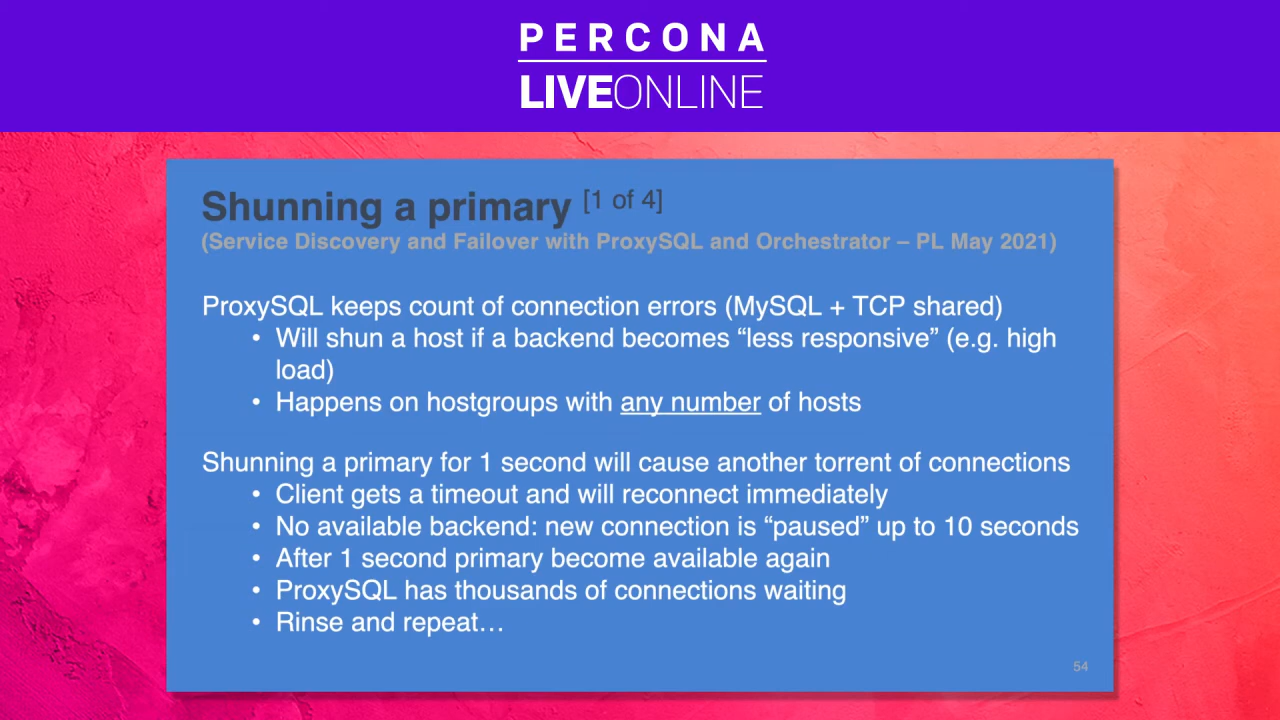 PERCONA
LIVEONLINE
Shunning a primary [1 of 4]
(Service Discovery and Failover with ProxySQL and Orchestrator – PL May 2021)
ProxySQL keeps count of connection errors (MySQL + TCP shared)
• Will shun a host if a backend becomes “less responsive” (e.g. high
load)
• Happens on hostgroups with any number of hosts
Shunning a primary for 1 second will cause another torrent of connections
• Client gets a timeout and will reconnect immediately
• No available backend: new connection is “paused” up to 10 seconds
• After 1 second primary become available again
• ProxySQL has thousands of connections waiting
• Rinse and repeat…
54